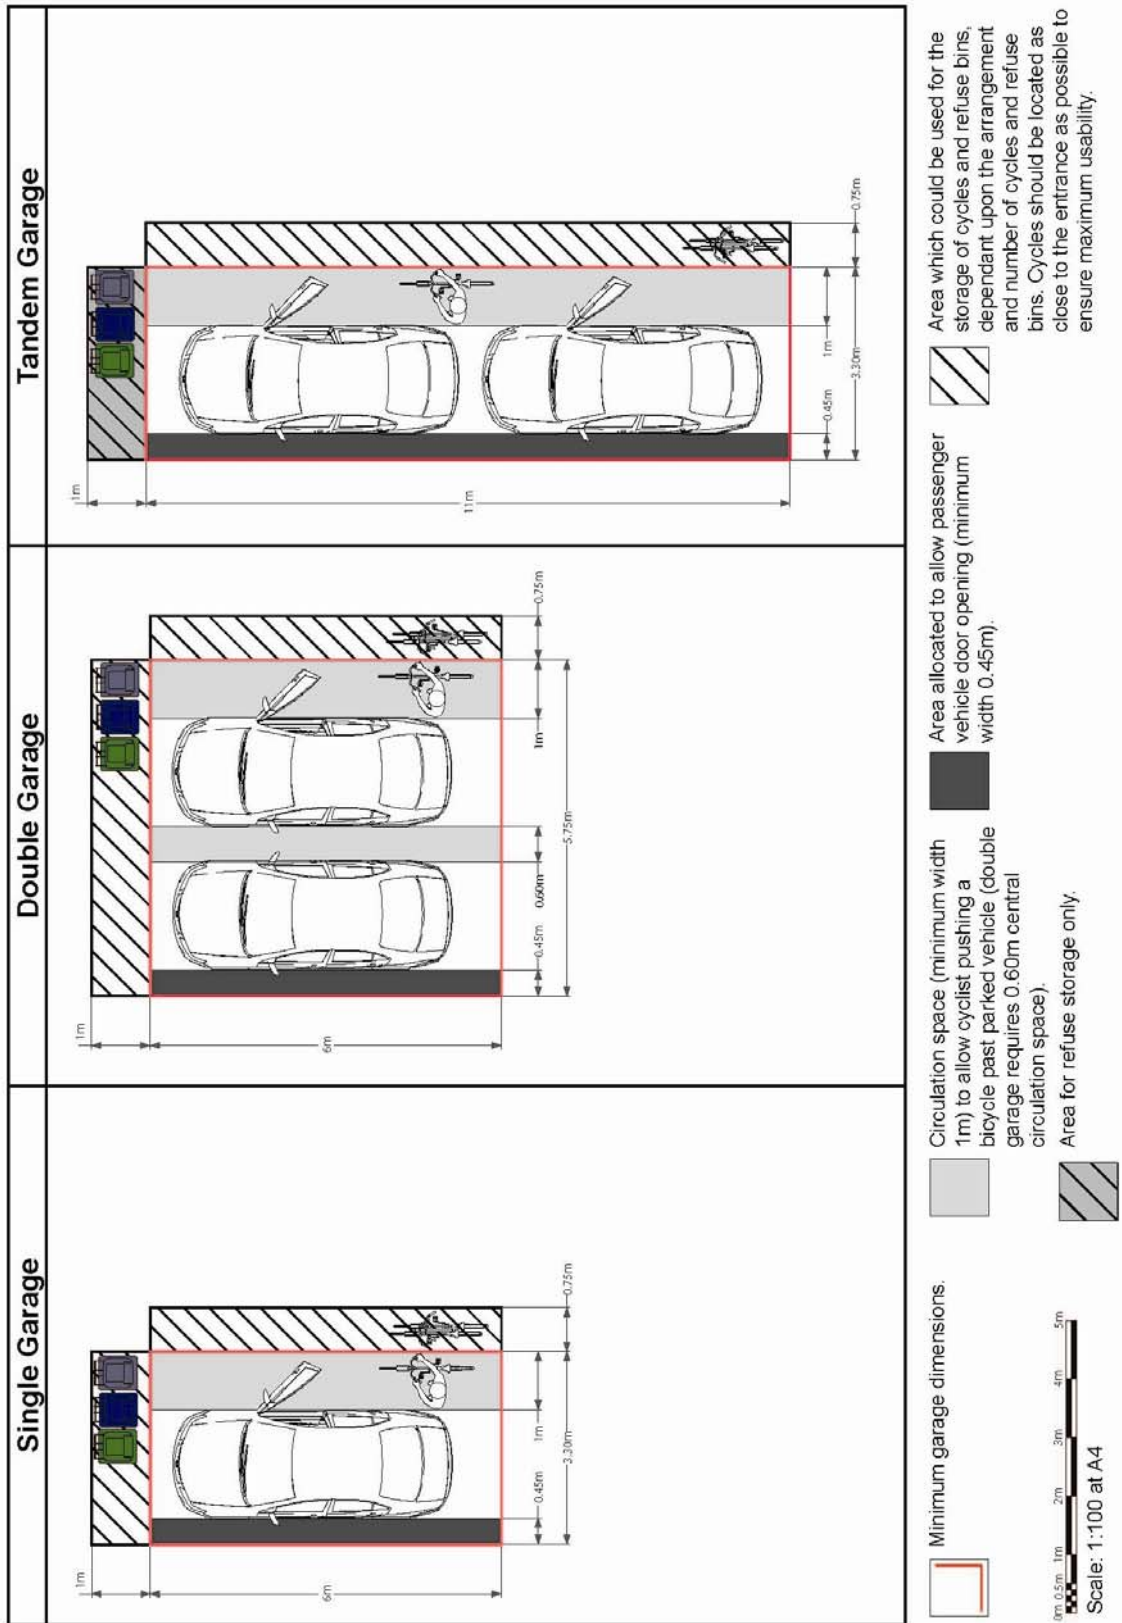 Single Garage
1m
6m
0.45m
1m
3.30m
0.75m
Double Garage
1m
6m
0.45m
0.60m
1m
5.75m
0.75m
Tandem Garage
1m
11m
0.45m
1m
3.30m
0.75m
Minimum garage dimensions.
0m 0.5m 1m 2m 3m 4m 5m
Scale: 1:100 at A4
Circulation space (minimum width
1m) to allow cyclist pushing a
bicycle past parked vehicle (double
garage requires 0.60m central
circulation space).
Area for refuse storage only.
Area allocated to allow passenger
vehicle door opening (minimum
width 0.45m).
Area which could be used for the
storage of cycles and refuse bins,
dependant upon the arrangement
and number of cycles and refuse
bins. Cycles should be located as
close to the entrance as possible to
ensure maximum usability.